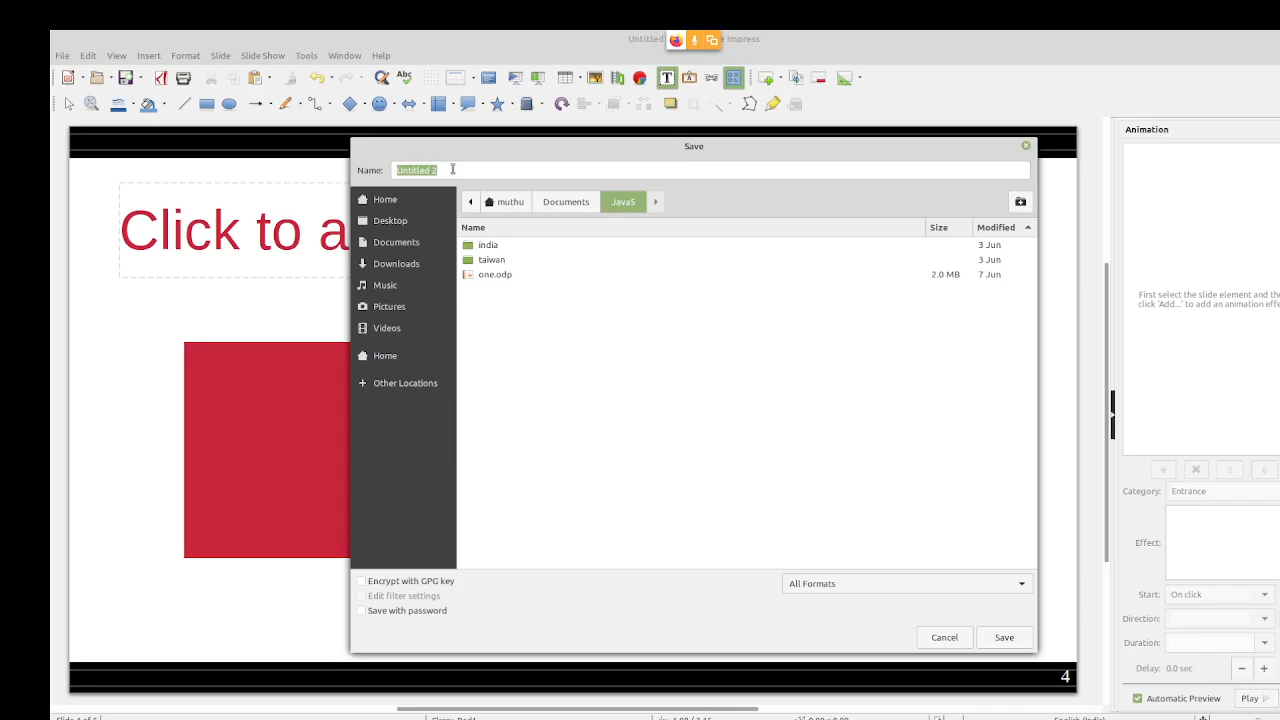 Untitled
e Impress
File Edit View Insert Format Slide Slide Show Tools Window Help
Save
Animation
Name: Untitled 2
Click to a
Home
muthu Documents Java5
Desktop
Name Size Modified
Documents
india 3 Jun
taiwan 3 Jun
Downloads
one.odp 2.0 MB 7 Jun
Music
Pictures
First select the slide element and the
click 'Add...' to add an animation effe
Videos
Home
Other Locations
Category: Entrance
Effect:
Encrypt with GPG key
All Formats
Edit filter settings
Start: On click
Save with password
Direction:
Cancel Save
Duration:
Delay: 0.0 sec
4
Automatic Preview Play